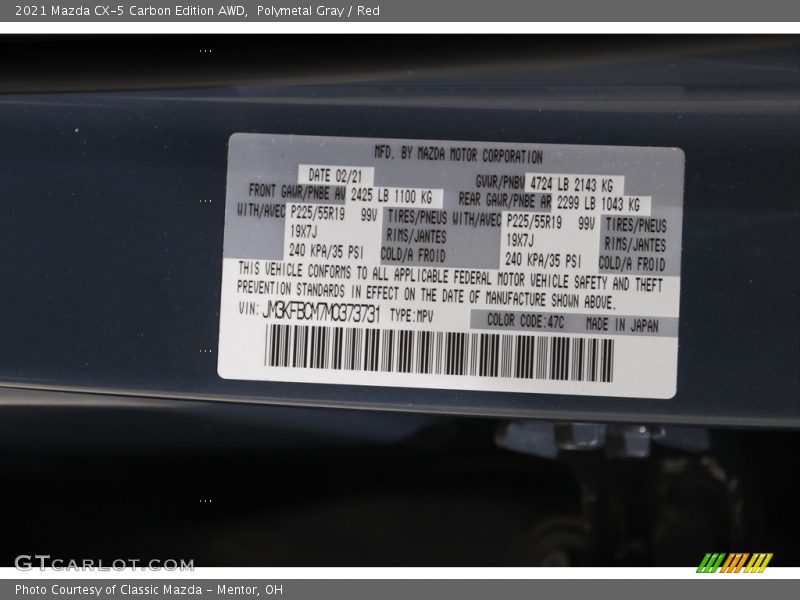 2021 Mazda CX-5 Carbon Edition AWD,  Polymetal Gray / Red
MFD. BY MAZDA MOTOR CORPORATION
DATE 02/21
GVWR/PNBV 4724 LB 2143 KG
FRONT GAWR/PNBE AV 2425 LB 1100 KG
REAR GAWR/PNBE AR 2299 LB 1043 KG
WITH/AVEC P225/55R19 99V TIRES/PNEUS WITH/AVEC P225/55R19 99V TIRES/PNEUS
19X7J RIMS/JANTES 19X7J RIMS/JANTES
240 KPA/35 PSI COLD/A FROID 240 KPA/35 PSI COLD/A FROID
THIS VEHICLE CONFORMS TO ALL APPLICABLE FEDERAL MOTOR VEHICLE SAFETY AND THEFT
PREVENTION STANDARDS IN EFFECT ON THE DATE OF MANUFACTURE SHOWN ABOVE.
VIN: JM3KFBCM7M0373731 TYPE:MPV COLOR CODE:47C MADE IN JAPAN
GTCARLOT.COM
Photo Courtesy of Classic Mazda - Mentor, OH